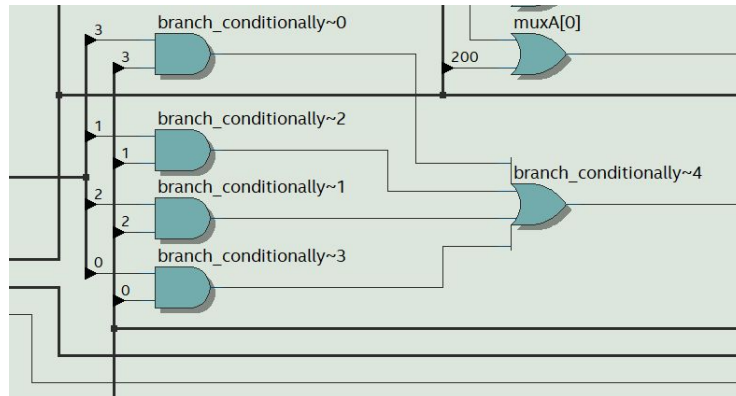 branch_conditionally~0
muxA[0]
3
3
200
branch_conditionally~2
1
1
branch_conditionally~1
branch_conditionally~4
2
2
branch_conditionally~3
0
0